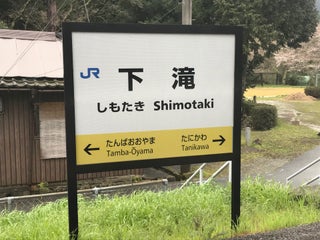 JR
下滝
しもたき Shimotaki
たんばおおやま たにかわ
Tamba-Ōyama Tanikawa